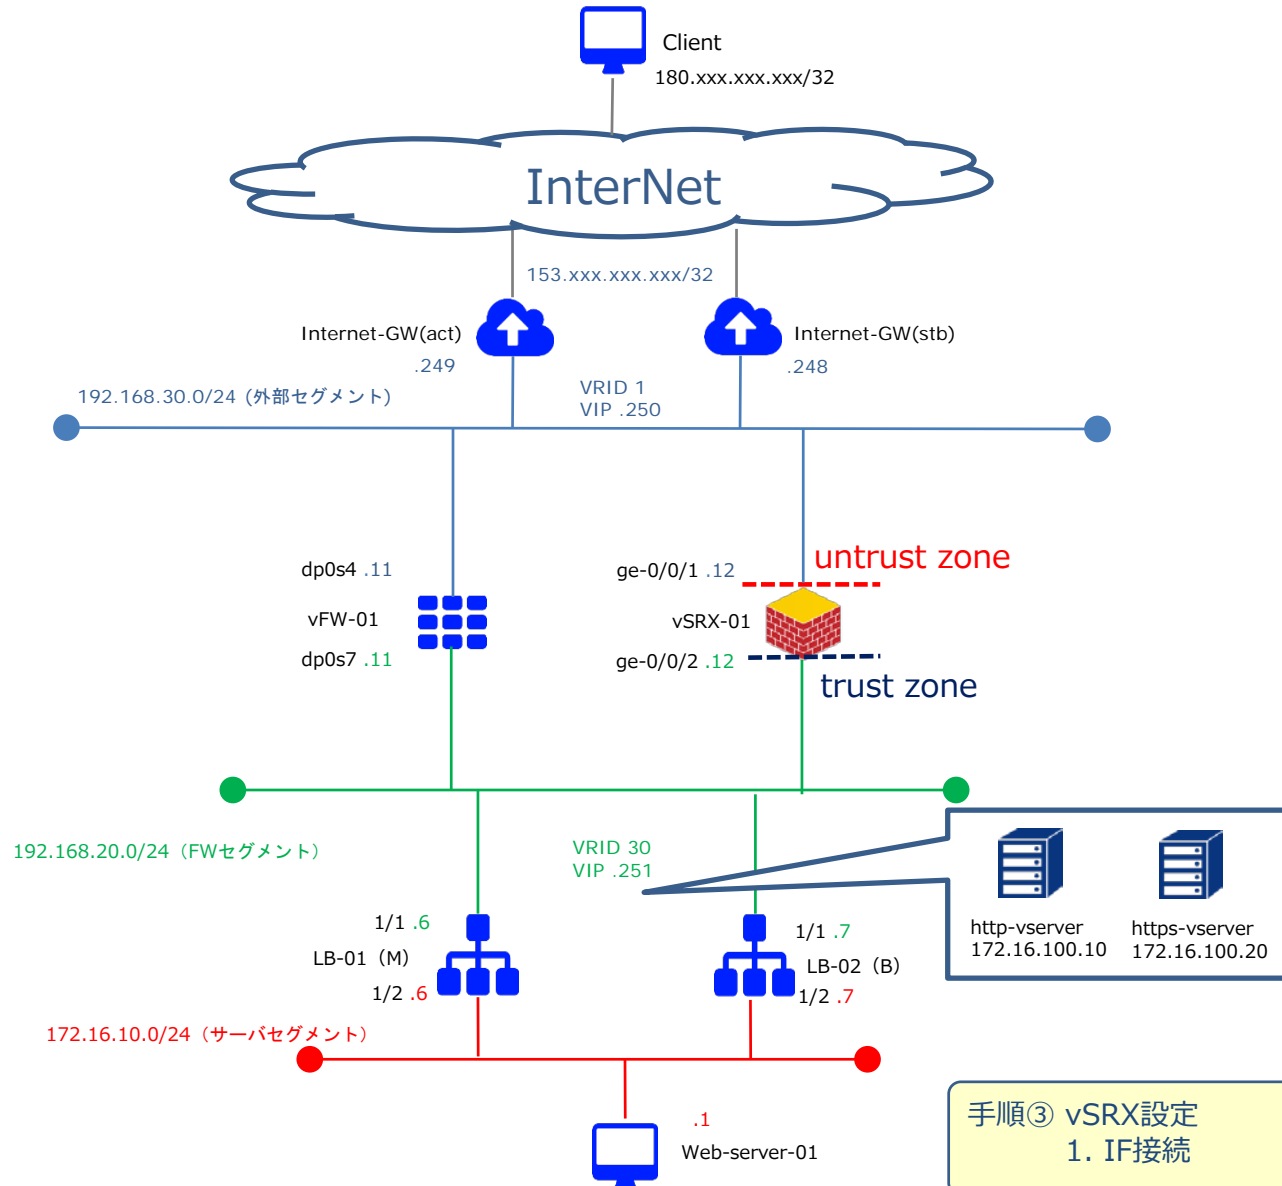 Client
180.xxx.xxx.xxx/32
InterNet
153.xxx.xxx.xxx/32
Internet-GW(act)
.249
Internet-GW(stb)
.248
192.168.30.0/24 (外部セグメント)
VRID 1
VIP .250
dp0s4 .11
vFW-01
dp0s7 .11
ge-0/0/1 .12
untrust zone
vSRX-01
ge-0/0/2 .12
trust zone
192.168.20.0/24（FWセグメント）
VRID 30
VIP .251
http-vserver
172.16.100.10
https-vserver
172.16.100.20
1/1 .6
LB-01（M）
1/2 .6
1/1 .7
LB-02（B）
1/2 .7
172.16.10.0/24（サーバセグメント）
.1
Web-server-01
手順③ vSRX設定
1. IF接続